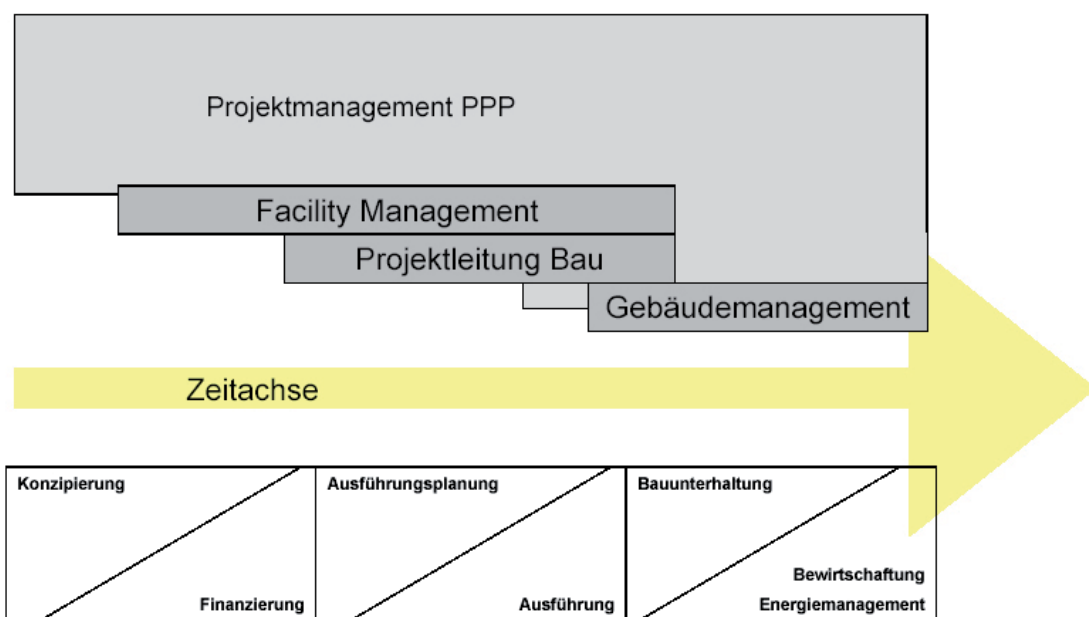 Projektmanagement PPP
Facility Management
Projektleitung Bau
Gebäudemanagement
Zeitachse
Konzipierung
Finanzierung
Ausführungsplanung
Ausführung
Bauunterhaltung
Bewirtschaftung
Energiemanagement